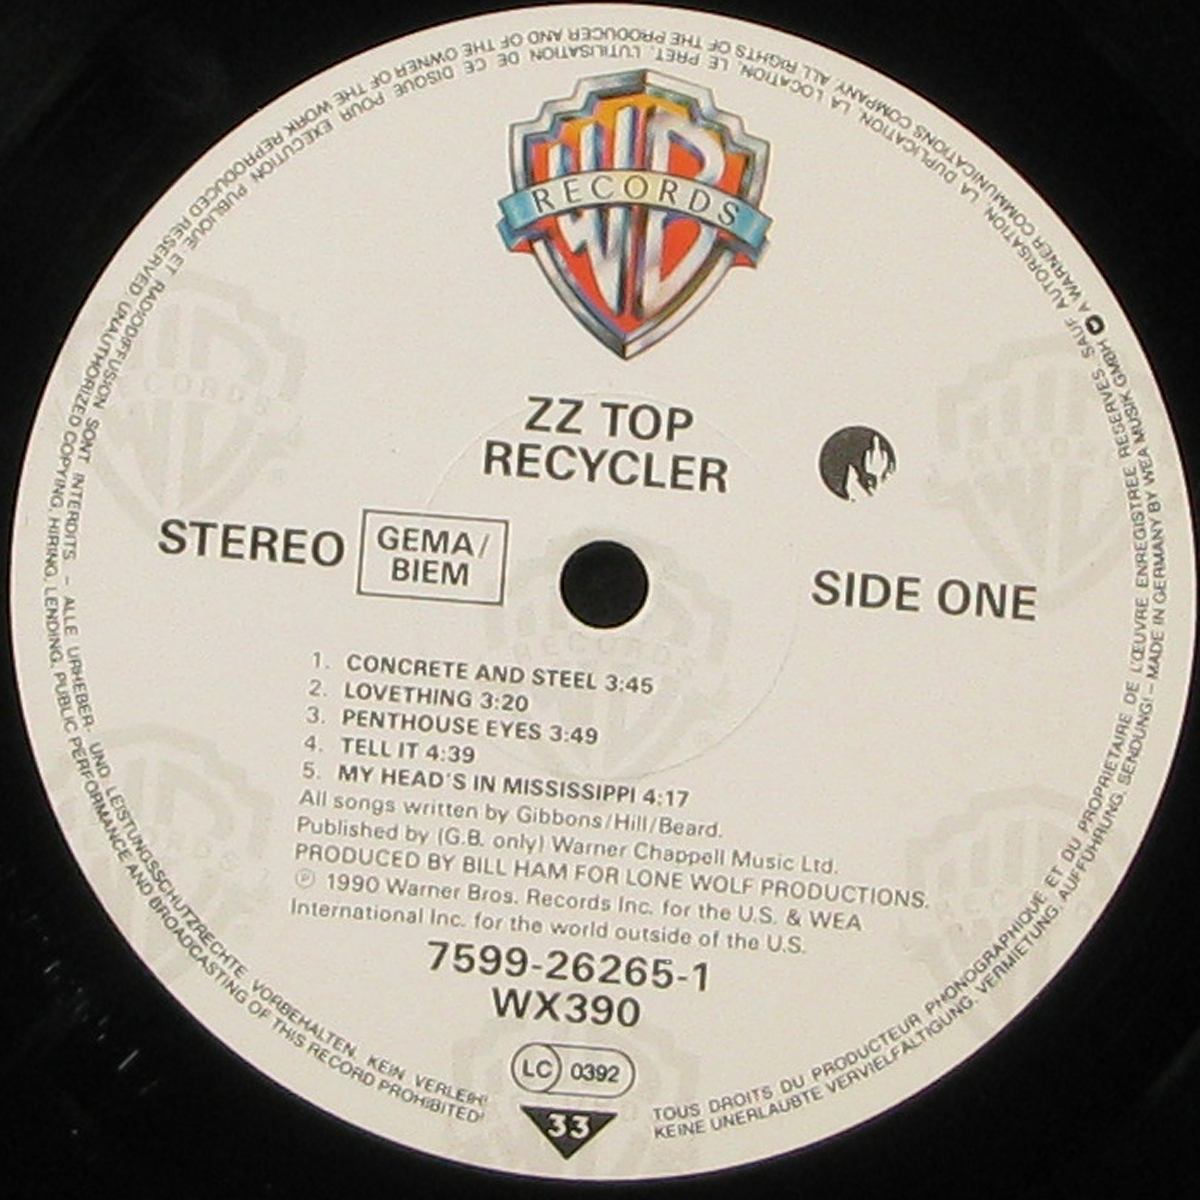 RECORDS
ZZ TOP
RECYCLER
STEREO
GEMA/
BIEM
SIDE ONE
1. CONCRETE AND STEEL 3:45
2. LOVETHING 3:20
3. PENTHOUSE EYES 3:49
4. TELL IT 4:39
5. MY HEAD'S IN MISSISSIPPI 4:17
All songs written by Gibbons/Hill/Beard.
Published by (G.B. only) Warner Chappell Music Ltd.
PRODUCED BY BILL HAM FOR LONE WOLF PRODUCTIONS.
℗ 1990 Warner Bros. Records Inc. for the U.S. & WEA
International Inc. for the world outside of the U.S.
7599-26265-1
WX390
LC 0392
33
TOUS DROITS DU PRODUCTEUR PHONOGRAPHIQUE ET DU PROPRIETAIRE DE L'ŒUVRE ENREGISTREE RESERVES. SAUF AUTORISATION, LA DUPLICATION, LA LOCATION, LE PRET, L'UTILISATION DE CE DISQUE POUR EXECUTION PUBLIQUE ET RADIODIFFUSION SONT INTERDITS. – ALLE URHEBER- UND LEISTUNGSSCHUTZRECHTE VORBEHALTEN. KEIN VERLEIH!
KEINE UNERLAUBTE VERVIELFÄLTIGUNG, VERMIETUNG, AUFFÜHRUNG, SENDUNG! – MADE IN GERMANY BY WEA MUSIK GMBH A WARNER COMMUNICATIONS COMPANY. ALL RIGHTS OF THE PRODUCER AND OF THE OWNER OF THE WORK REPRODUCED RESERVED. UNAUTHORIZED COPYING, HIRING, LENDING, PUBLIC PERFORMANCE AND BROADCASTING OF THIS RECORD PROHIBITED!